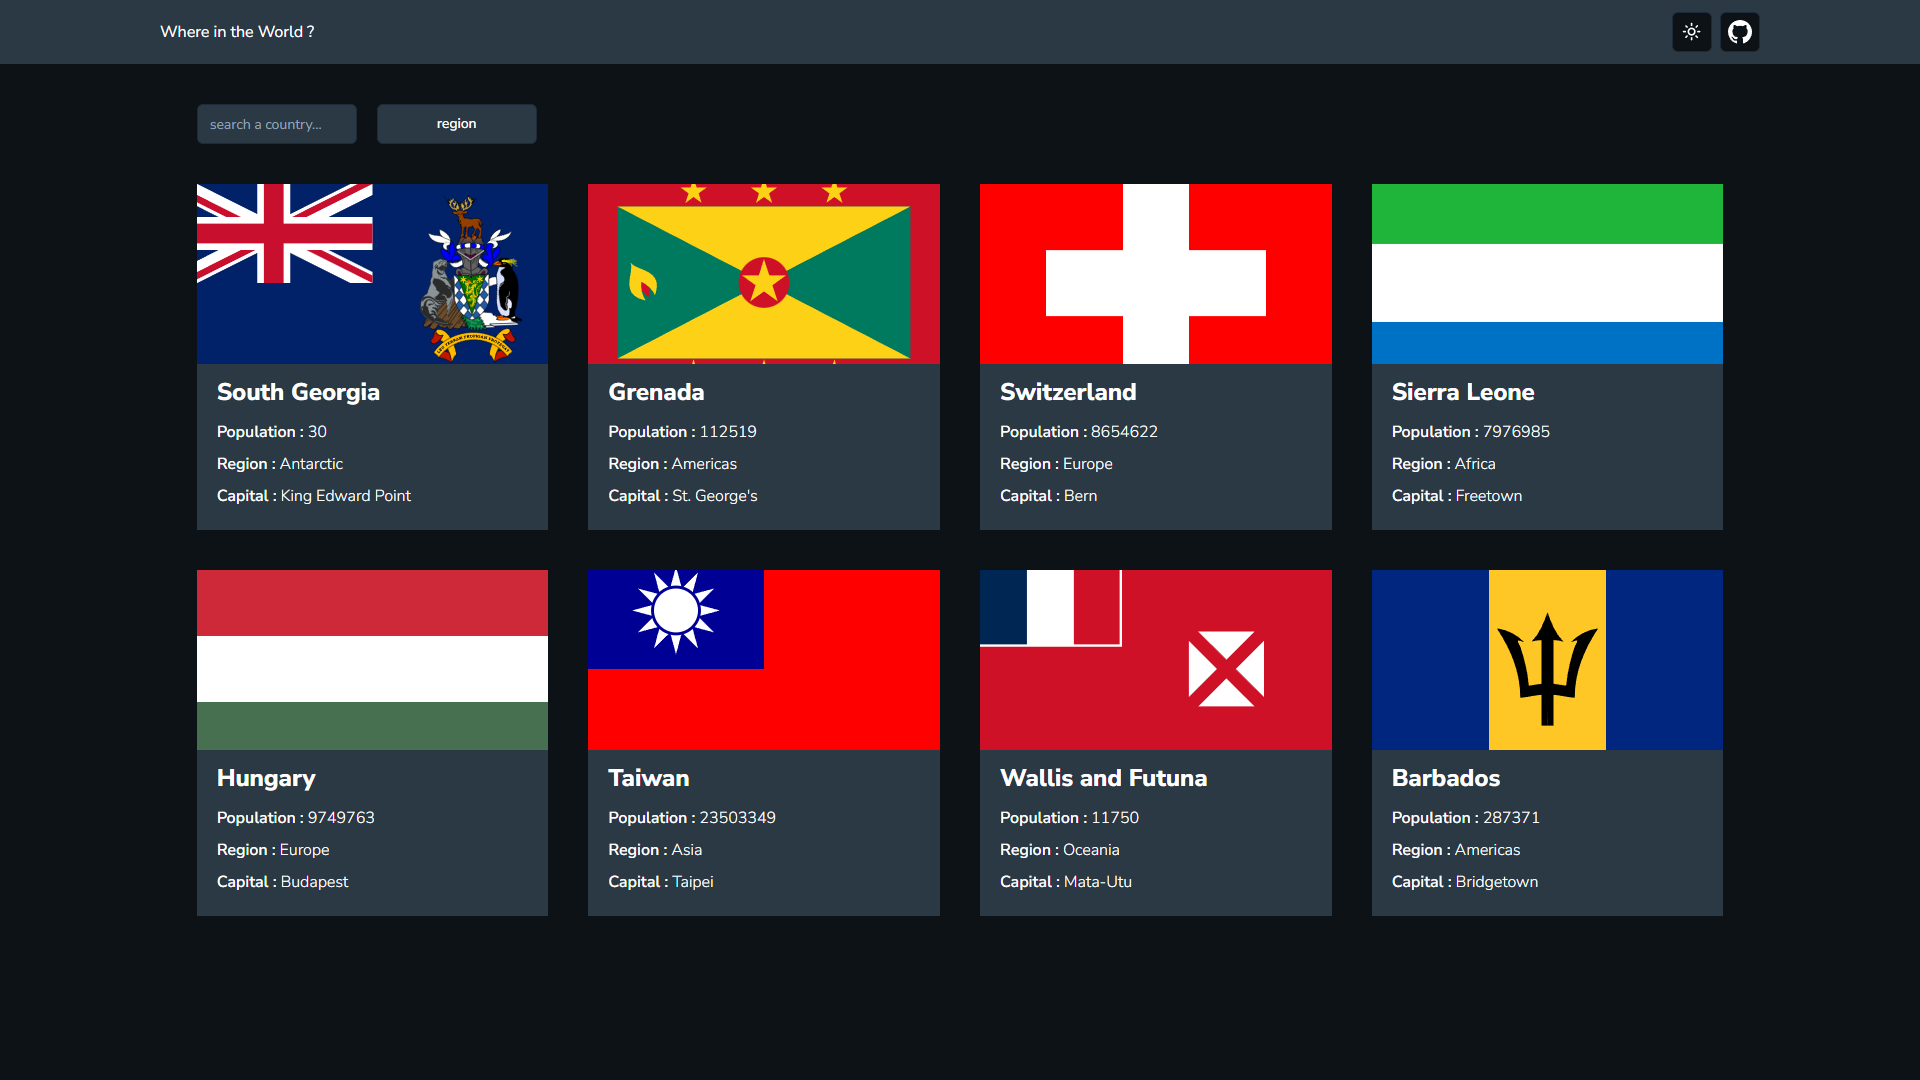 Where in the World ?
search a country...
region
South Georgia
Population : 30
Region : Antarctic
Capital : King Edward Point
Grenada
Population : 112519
Region : Americas
Capital : St. George's
Switzerland
Population : 8654622
Region : Europe
Capital : Bern
Sierra Leone
Population : 7976985
Region : Africa
Capital : Freetown
Hungary
Population : 9749763
Region : Europe
Capital : Budapest
Taiwan
Population : 23503349
Region : Asia
Capital : Taipei
Wallis and Futuna
Population : 11750
Region : Oceania
Capital : Mata-Utu
Barbados
Population : 287371
Region : Americas
Capital : Bridgetown